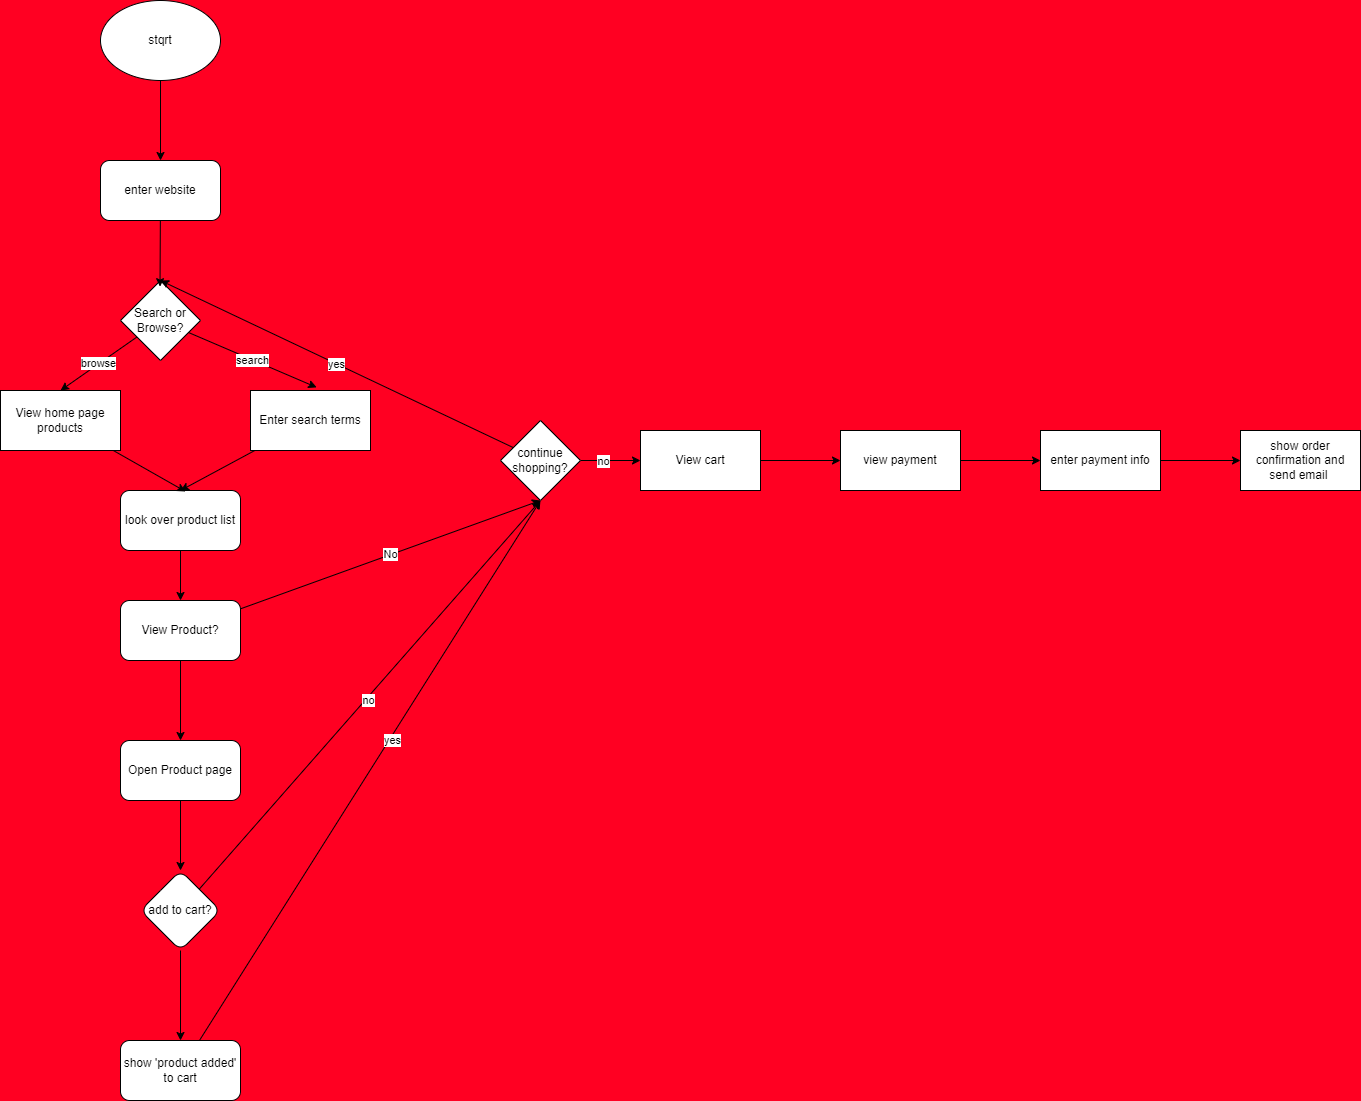 stqrt
enter website
Search or
Browse?
browse
search
yes
View home page
products
Enter search terms
continue
shopping?
no
View cart
view payment
enter payment info
show order
confirmation and
send email
look over product list
No
View Product?
no
yes
Open Product page
add to cart?
show 'product added'
to cart